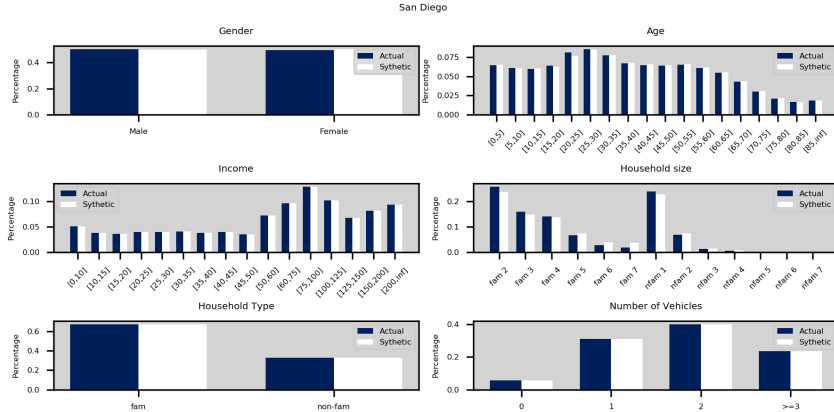 San Diego
Gender
Percentage
0.4
0.2
0.0
Actual
Sythetic
Male Female
Age
Percentage
0.075
0.050
0.025
0.000
Actual
Sythetic
[0,5] [5,10] [10,15] [15,20] [20,25] [25,30] [30,35] [35,40] [40,45] [45,50] [50,55] [55,60] [60,65] [65,70] [70,75] [75,80] [80,85] [85,inf]
Income
Percentage
0.10
0.05
0.00
Actual
Sythetic
[0,10] [10,15] [15,20] [20,25] [25,30] [30,35] [35,40] [40,45] [45,50] [50,60] [60,75] [75,100] [100,125] [125,150] [150,200] [200,inf]
Household size
Percentage
0.2
0.1
0.0
Actual
Sythetic
fam 2 fam 3 fam 4 fam 5 fam 6 fam 7 nfam 1 nfam 2 nfam 3 nfam 4 nfam 5 nfam 6 nfam 7
Household Type
Percentage
0.6
0.4
0.2
0.0
Actual
Sythetic
fam non-fam
Number of Vehicles
Percentage
0.4
0.2
0.0
Actual
Sythetic
0 1 2 >=3